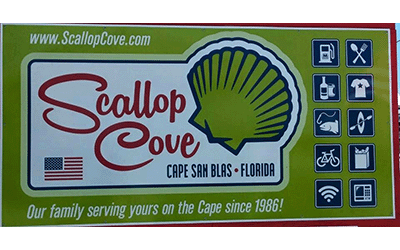 www.ScallopCove.com
Scallop
Cove
CAPE SAN BLAS • FLORIDA
Our family serving yours on the Cape since 1986!